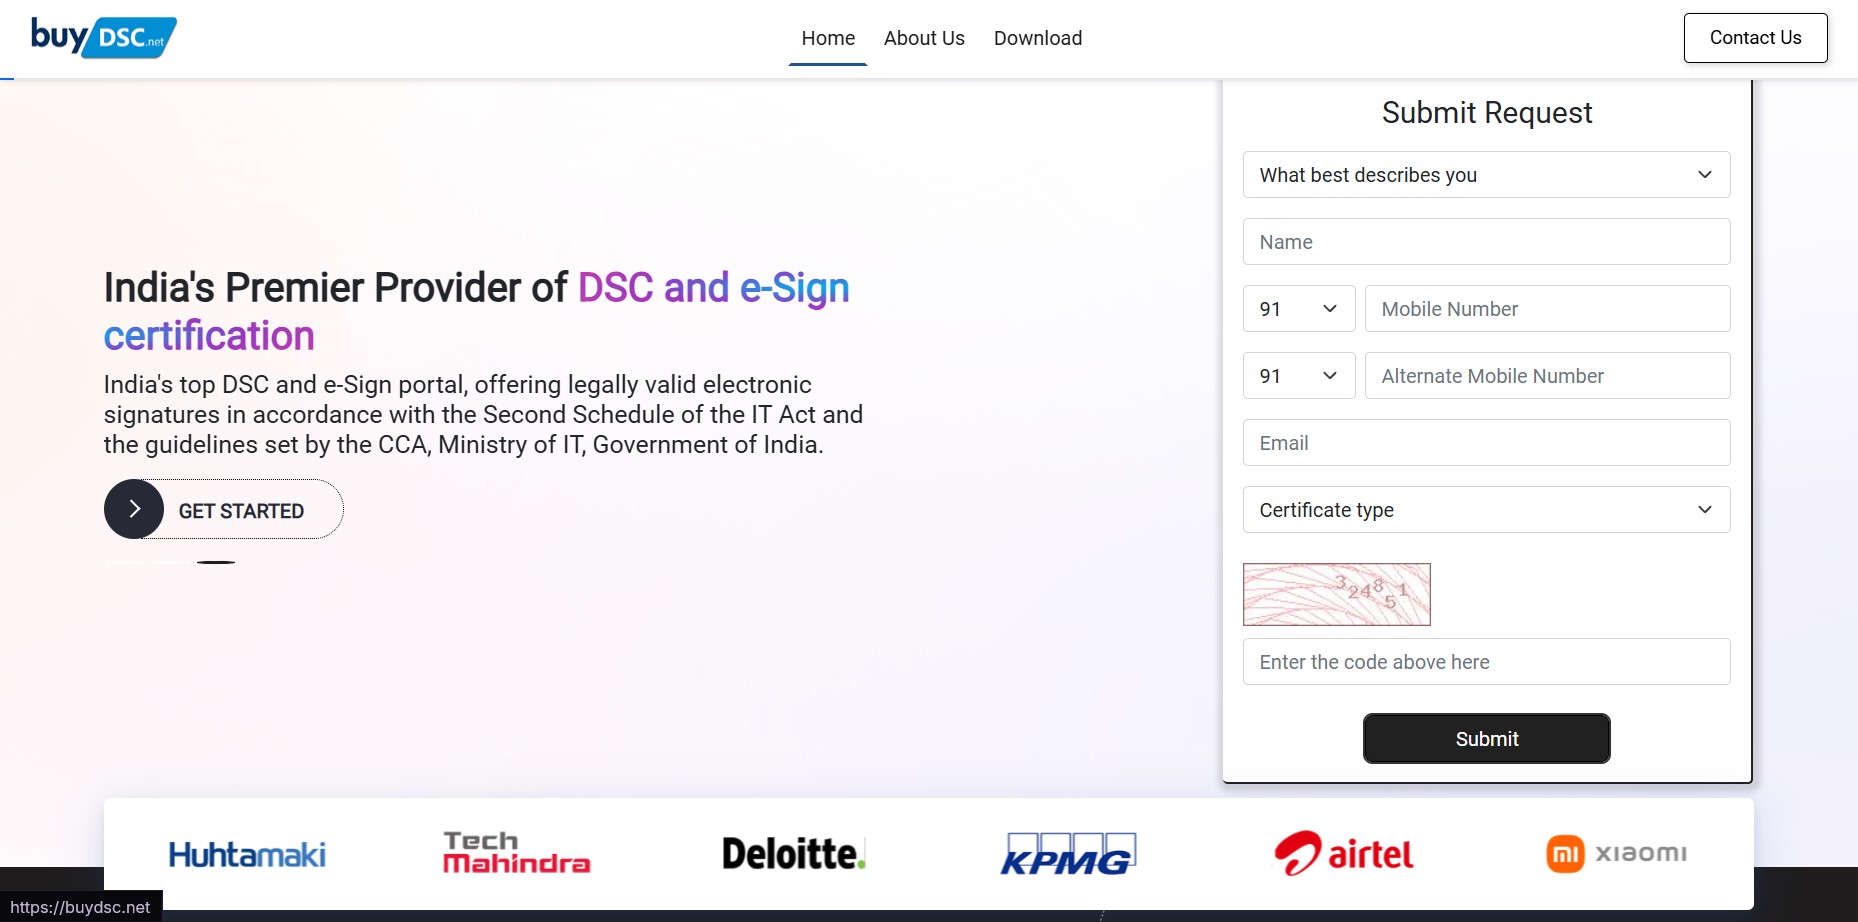 buy DSC.net
Home
About Us
Download
Contact Us
India's Premier Provider of DSC and e-Sign
certification
India's top DSC and e-Sign portal, offering legally valid electronic
signatures in accordance with the Second Schedule of the IT Act and
the guidelines set by the CCA, Ministry of IT, Government of India.
GET STARTED
Submit Request
What best describes you
Name
91
Mobile Number
91
Alternate Mobile Number
Email
Certificate type
324851
Enter the code above here
Submit
Huhtamaki
Tech
Mahindra
Deloitte.
KPMG
airtel
mi xiaomi
https://buydsc.net